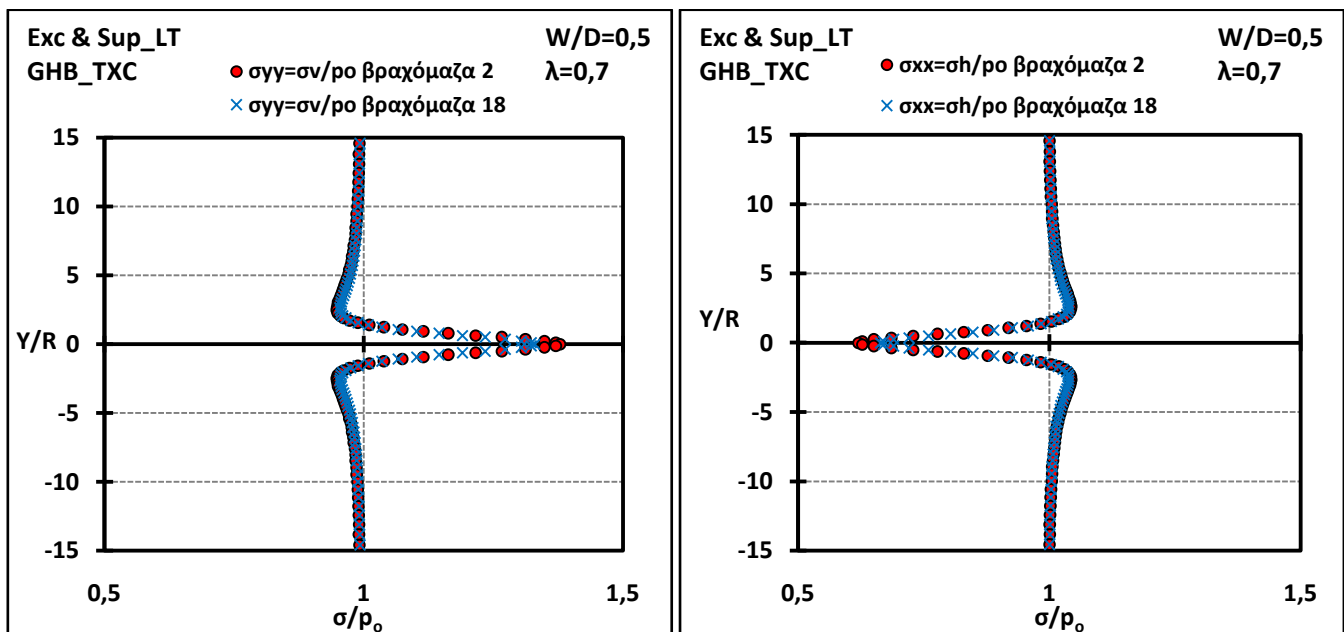 Exc & Sup_LT W/D=0,5
GHB_TXC λ=0,7
σyy=σv/po βραχόμαζα 2
σyy=σv/po βραχόμαζα 18
15
10
5
Y/R 0
-5
-10
-15
0,5 1 1,5
σ/pₒ
Exc & Sup_LT W/D=0,5
GHB_TXC λ=0,7
σxx=σh/po βραχόμαζα 2
σxx=σh/po βραχόμαζα 18
15
10
5
Y/R
0
-5
-10
-15
0,5 1 1,5
σ/pₒ